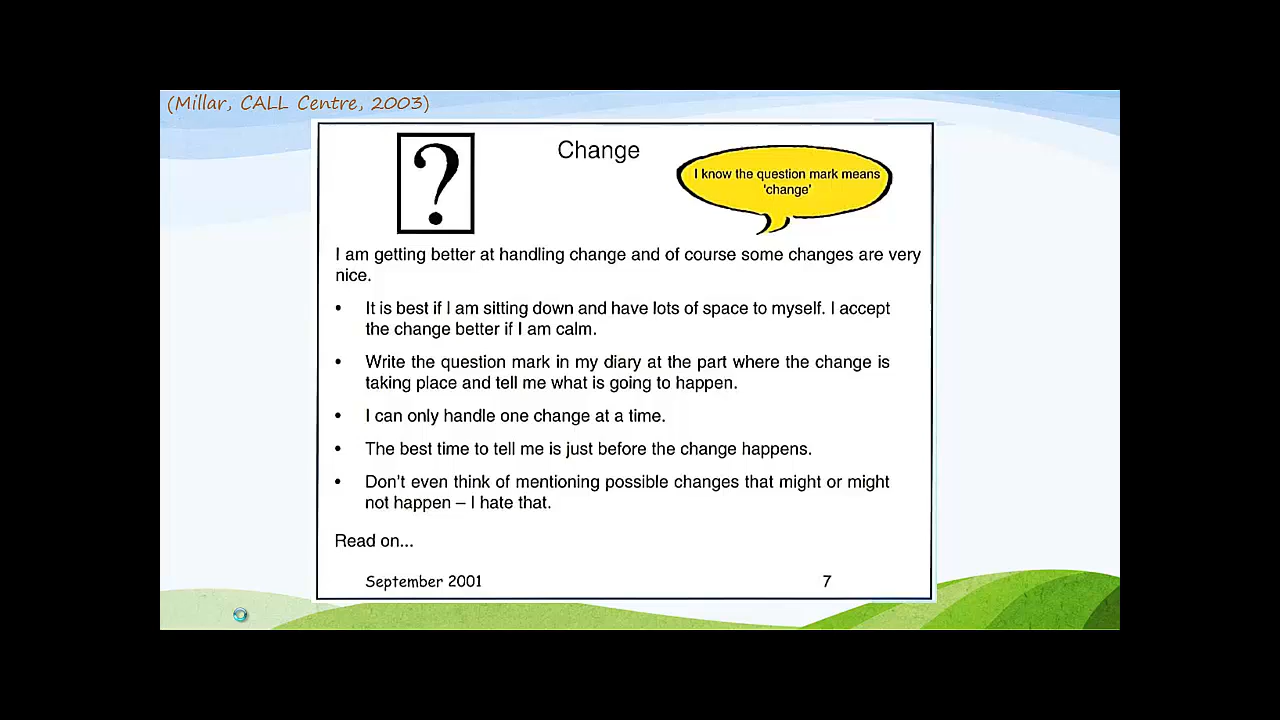 (Millar, CALL Centre, 2003)
?
Change
I know the question mark means
'change'
I am getting better at handling change and of course some changes are very
nice.
• It is best if I am sitting down and have lots of space to myself. I accept
the change better if I am calm.
• Write the question mark in my diary at the part where the change is
taking place and tell me what is going to happen.
• I can only handle one change at a time.
• The best time to tell me is just before the change happens.
• Don't even think of mentioning possible changes that might or might
not happen – I hate that.
Read on...
September 2001
7